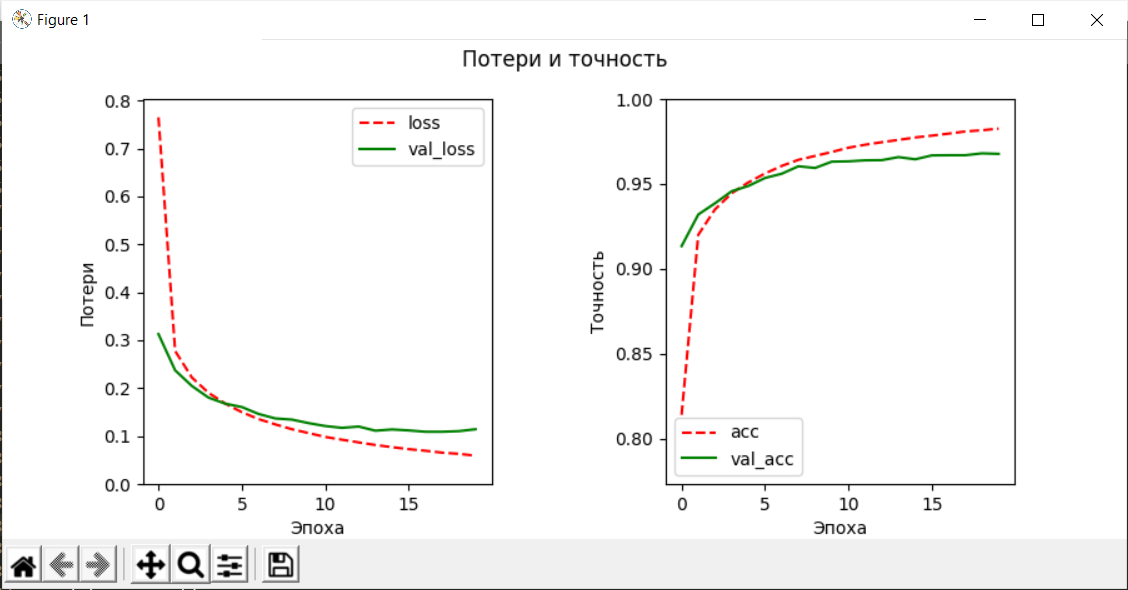 Figure 1
Потери и точность
0.8
0.7
0.6
0.5
0.4
0.3
0.2
0.1
0.0
Потери
loss
val_loss
0
5
10
15
Эпоха
1.00
0.95
0.90
0.85
0.80
Точность
acc
val_acc
0
5
10
15
Эпоха